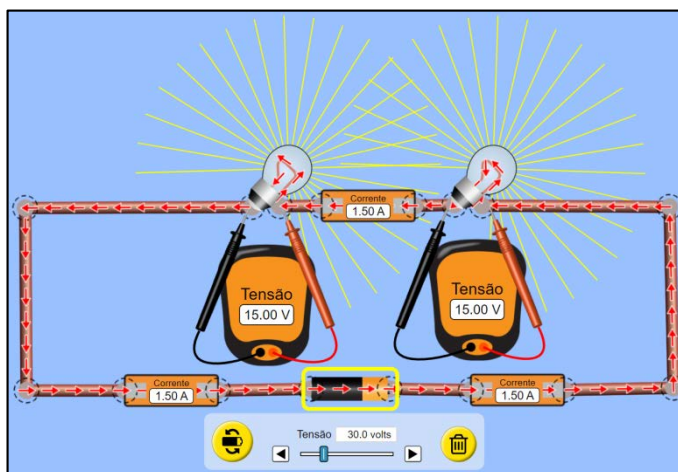 Corrente
1.50 A
Tensão
15.00 V
Tensão
15.00 V
Corrente
1.50 A
Corrente
1.50 A
Tensão 30.0 volts